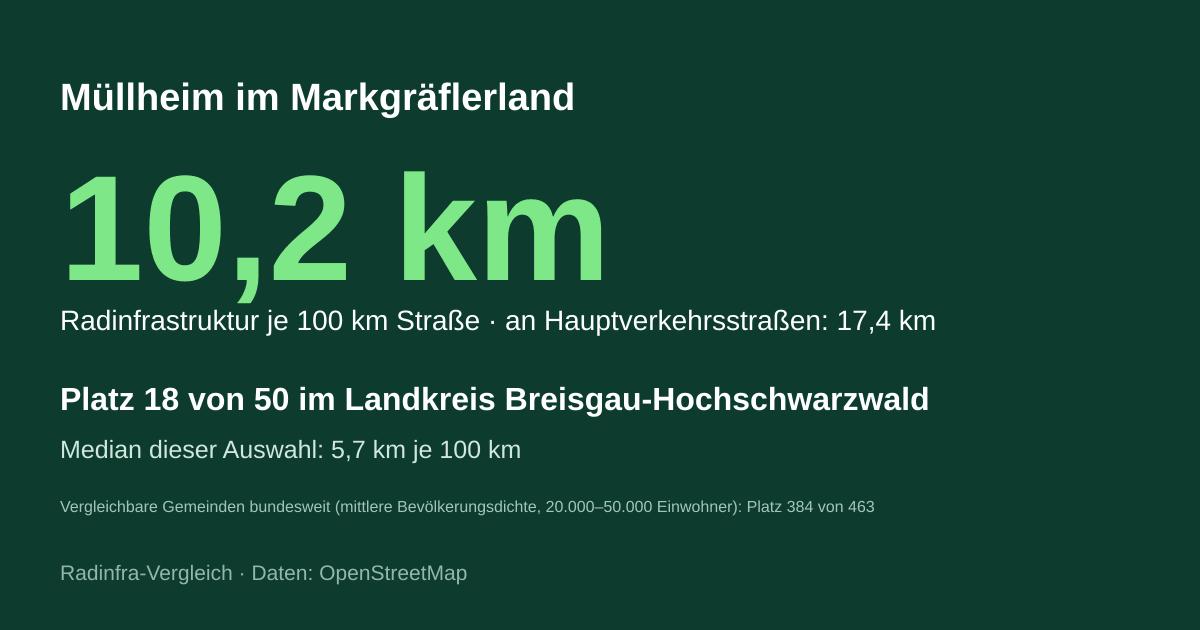 Müllheim im Markgräflerland
10,2 km
Radinfrastruktur je 100 km Straße · an Hauptverkehrsstraßen: 17,4 km
Platz 18 von 50 im Landkreis Breisgau-Hochschwarzwald
Median dieser Auswahl: 5,7 km je 100 km
Vergleichbare Gemeinden bundesweit (mittlere Bevölkerungsdichte, 20.000–50.000 Einwohner): Platz 384 von 463
Radinfra-Vergleich · Daten: OpenStreetMap